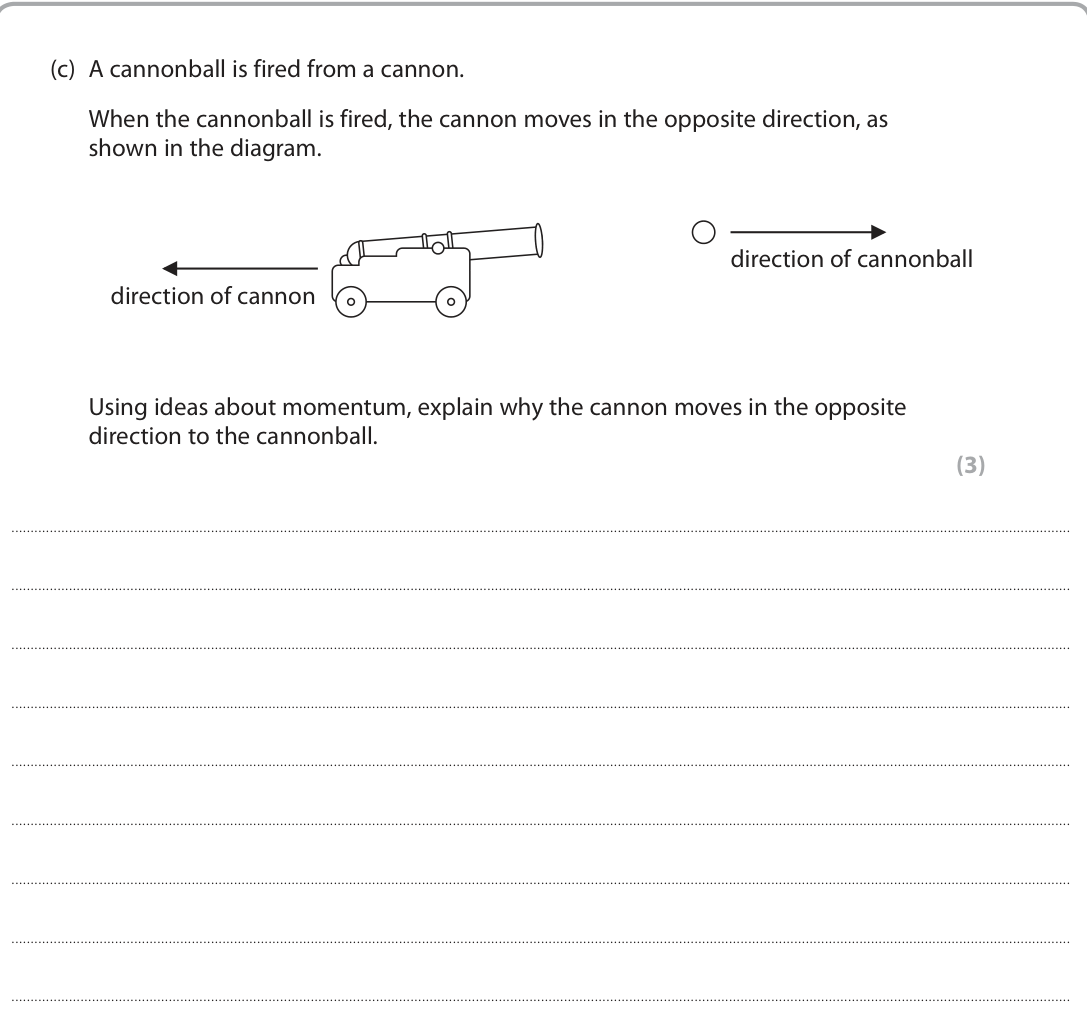 (c) A cannonball is fired from a cannon.
When the cannonball is fired, the cannon moves in the opposite direction, as
shown in the diagram.
direction of cannonball
direction of cannon
Using ideas about momentum, explain why the cannon moves in the opposite
direction to the cannonball.
(3)